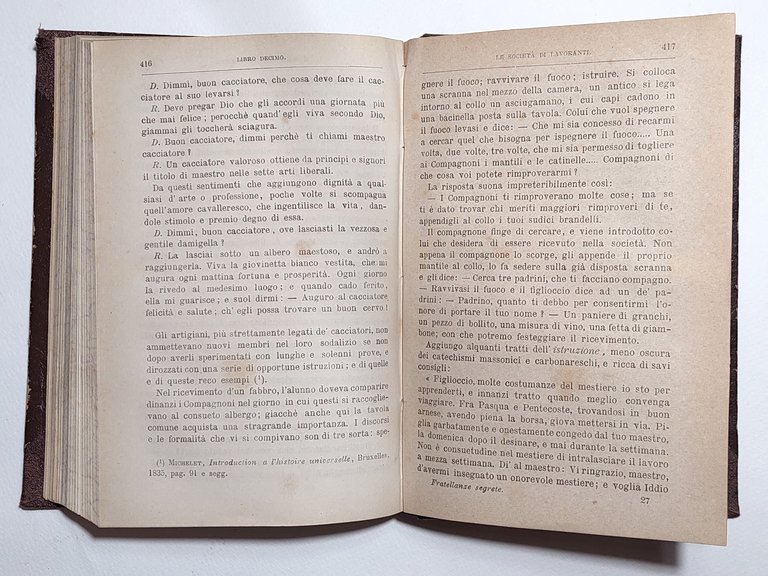 416
LIBRO DECIMO.
D. Dimmi, buon cacciatore, che cosa deve fare il cac-
ciatore al suo levarsi?
R. Deve pregar Dio che gli accordi una giornata più
che mai felice; perocchè quand'egli viva secondo Dio,
giammai gli toccherà sciagura.
D. Buon cacciatore, dimmi perchè ti chiami maestro
cacciatore?
R. Un cacciatore valoroso ottiene da principi e signori
il titolo di maestro nelle sette arti liberali.
Da questi sentimenti che aggiungono dignità a qual-
siasi d'arte o professione, poche volte si scompagna
quell'amore cavalleresco, che ingentilisce la vita, dan-
dole stimolo e premio degno di essa.
D. Dimmi, buon cacciatore, ove lasciasti la vezzosa e
gentile damigella?
R. La lasciai sotto un albero maestoso, e andrò a
raggiungerla. Viva la giovinetta bianco vestita, che mi
augura ogni mattina fortuna e prosperità. Ogni giorno
la rivedo al medesimo luogo; e quando cado ferito,
ella mi guarisce; e suol dirmi: — Auguro al cacciatore
felicità e salute; ch'egli possa trovare un buon cervo!
Gli artigiani, più strettamente legati de' cacciatori, non
ammettevano nuovi membri nel loro sodalizio se non
dopo averli sperimentati con lunghe e solenni prove, e
dirozzati con una serie di opportune istruzioni; e di quelle
e di queste reco esempi (¹).
Nel ricevimento d'un fabbro, l'alunno doveva comparire
dinanzi i Compagnoni nel giorno in cui questi si raccoglie-
vano al consueto albergo; giacchè anche qui la tavola
comune acquista una stragrande importanza. I discorsi
e le formalità che vi si compivano son di tre sorta: spe-
(¹) MICHELET, Introduction a l'histoire universelle, Bruxelles,
1835, pag. 91 e segg.
LE SOCIETÀ DI LAVORANTI.
417
gnere il fuoco; ravvivare il fuoco; istruire. Si colloca
una scranna nel mezzo della camera, un antico si lega
intorno al collo un asciugamano, i cui capi cadono in
una bacinella posta sulla tavola. Colui che vuol spegnere
il fuoco levasi e dice: — Che mi sia concesso di recarmi
a cercar quel che bisogna per ispegnere il fuoco..... Una
volta, due volte, tre volte, che mi sia permesso di togliere
ai Compagnoni i mantili e le catinelle..... Compagnoni di
che cosa voi potete rimproverarmi?
La risposta suona impreteribilmente così:
— I Compagnoni ti rimproverano molte cose; ma se
ti è dato trovar chi meriti maggiori rimproveri di te,
appendigli al collo i tuoi sudici brandelli.
Il compagnone finge di cercare, e viene introdotto co-
lui che desidera di essere ricevuto nella società. Non
appena il compagnone lo scorge, gli appende il proprio
mantile al collo, lo fa sedere sulla già disposta scranna
e gli dice: — Cerca tre padrini, che ti facciano compagno.
— Ravvivasi il fuoco e il figlioccio dice ad un de' pa-
drini: — Padrino, quanto ti debbo per consentirmi l'o-
nore di portare il tuo nome? — Un paniere di granchi,
un pezzo di bollito, una misura di vino, una fetta di giam-
bone; con che potremo festeggiare il ricevimento.
Aggiungo alquanti tratti dell'istruzione, meno oscura
dei catechismi massonici e carbonareschi, e ricca di savi
consigli:
« Figlioccio, molte costumanze del mestiere io sto per
apprenderti, e innanzi tratto quando meglio convenga
viaggiare. Fra Pasqua e Pentecoste, trovandosi in buon
arnese, avendo piena la borsa, giova mettersi in via. Piglia
garbatamente e onestamente congedo dal tuo maestro,
la domenica dopo il desinare, e mai durante la settimana.
Non è consuetudine nel mestiere di intralasciare il lavoro
a mezza settimana. Di' al maestro: Vi ringrazio, maestro,
d'avermi insegnato un onorevole mestiere; e voglia Iddio
Fratellanze segrete.
27